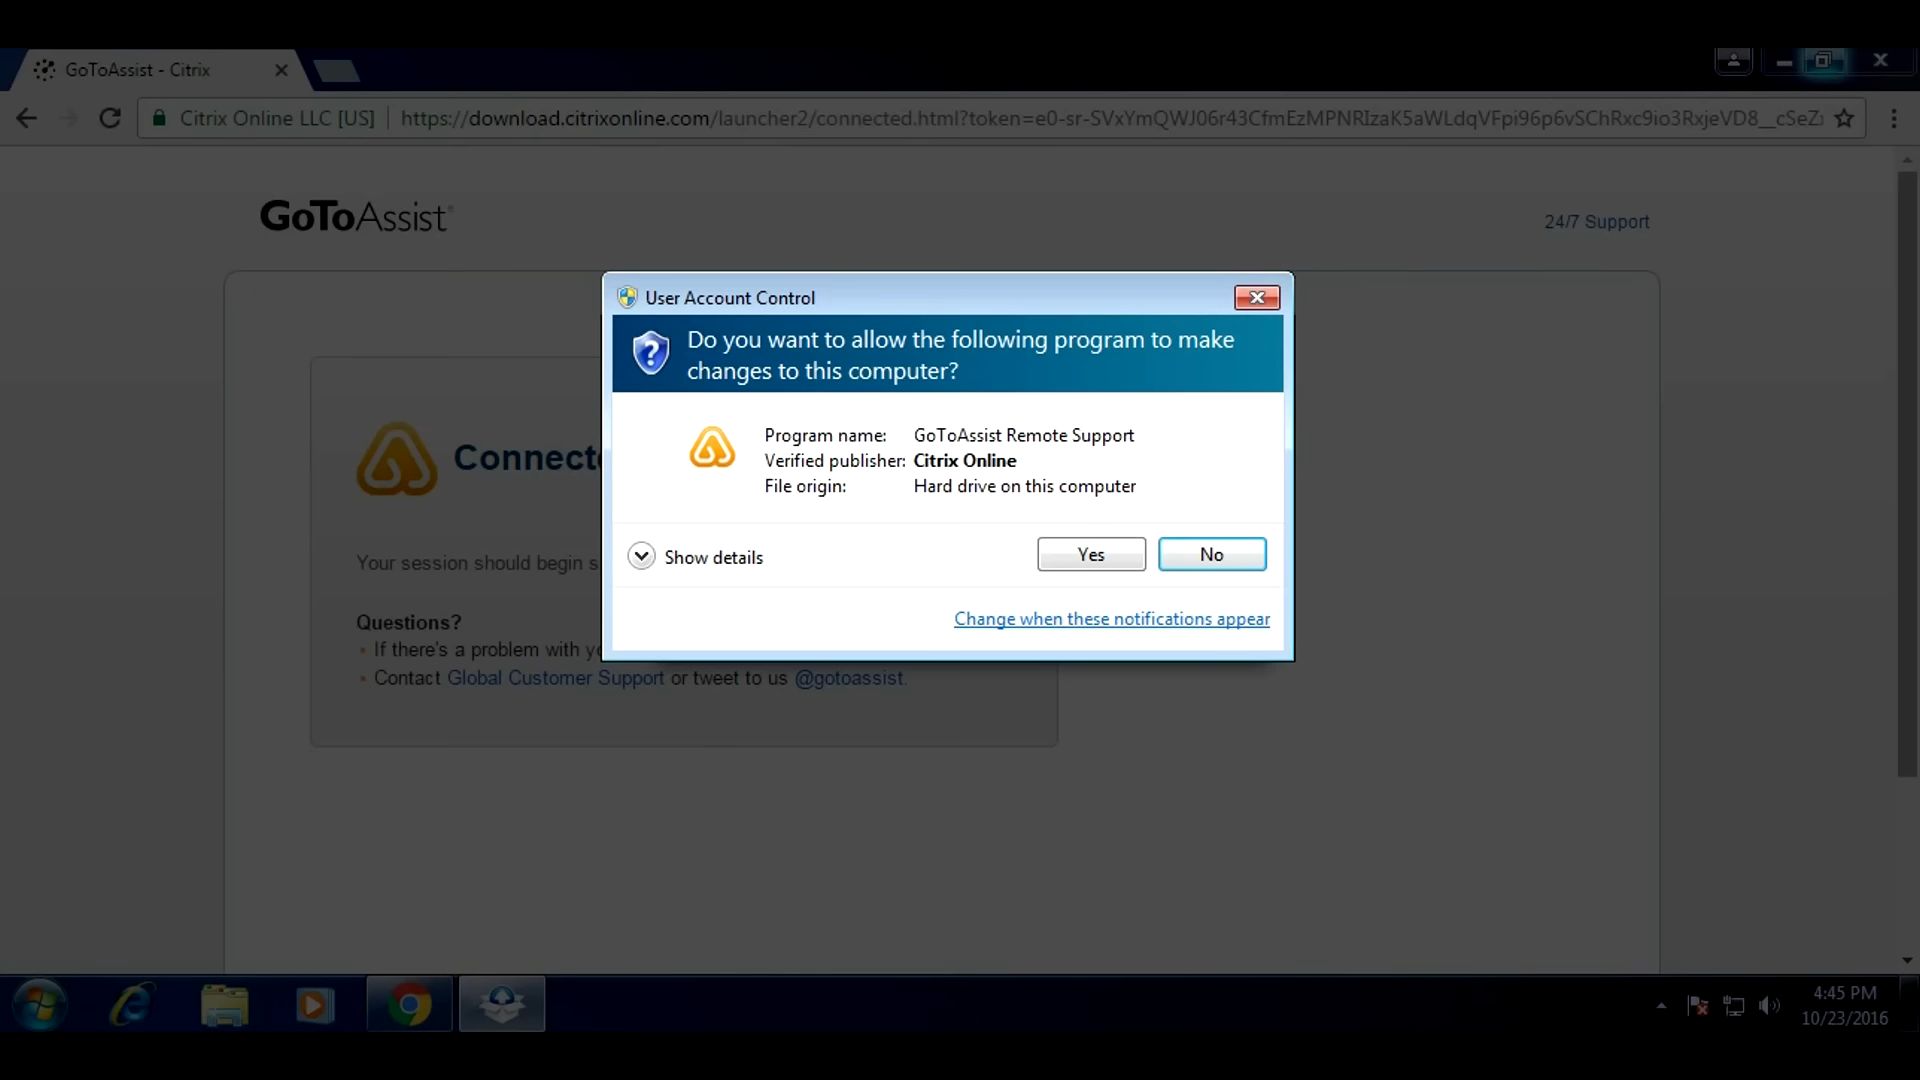 GoToAssist - Citrix
Citrix Online LLC [US] https://download.citrixonline.com/launcher2/connected.html?token=e0-sr-SVxYmQWJ06r43CfmEzMPNRIzaK5aWLdqVFpi96p6vSChRxc9io3RxjeVD8__cSeZ
GoToAssist
24/7 Support
User Account Control
Do you want to allow the following program to make
changes to this computer?
Program name: GoToAssist Remote Support
Verified publisher: Citrix Online
File origin: Hard drive on this computer
Show details
Yes
No
Change when these notifications appear
Connecte
Your session should begin s
Questions?
• If there's a problem with yo
• Contact Global Customer Support or tweet to us @gotoassist.
4:45 PM
10/23/2016